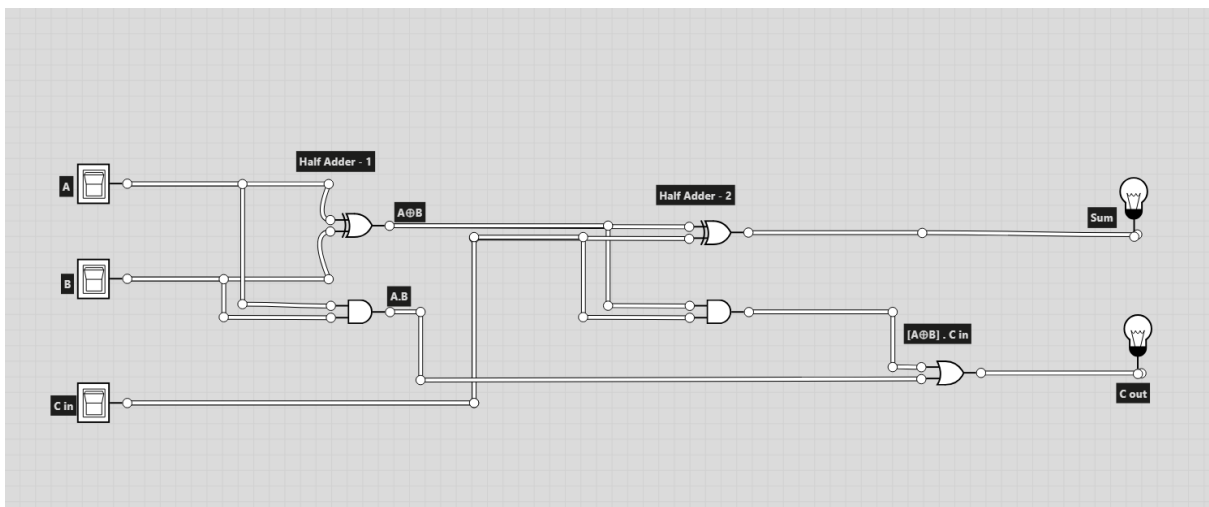 Half Adder - 1
A
A⊕B
Half Adder - 2
Sum
B
A.B
[A⊕B] . C in
C in
C out